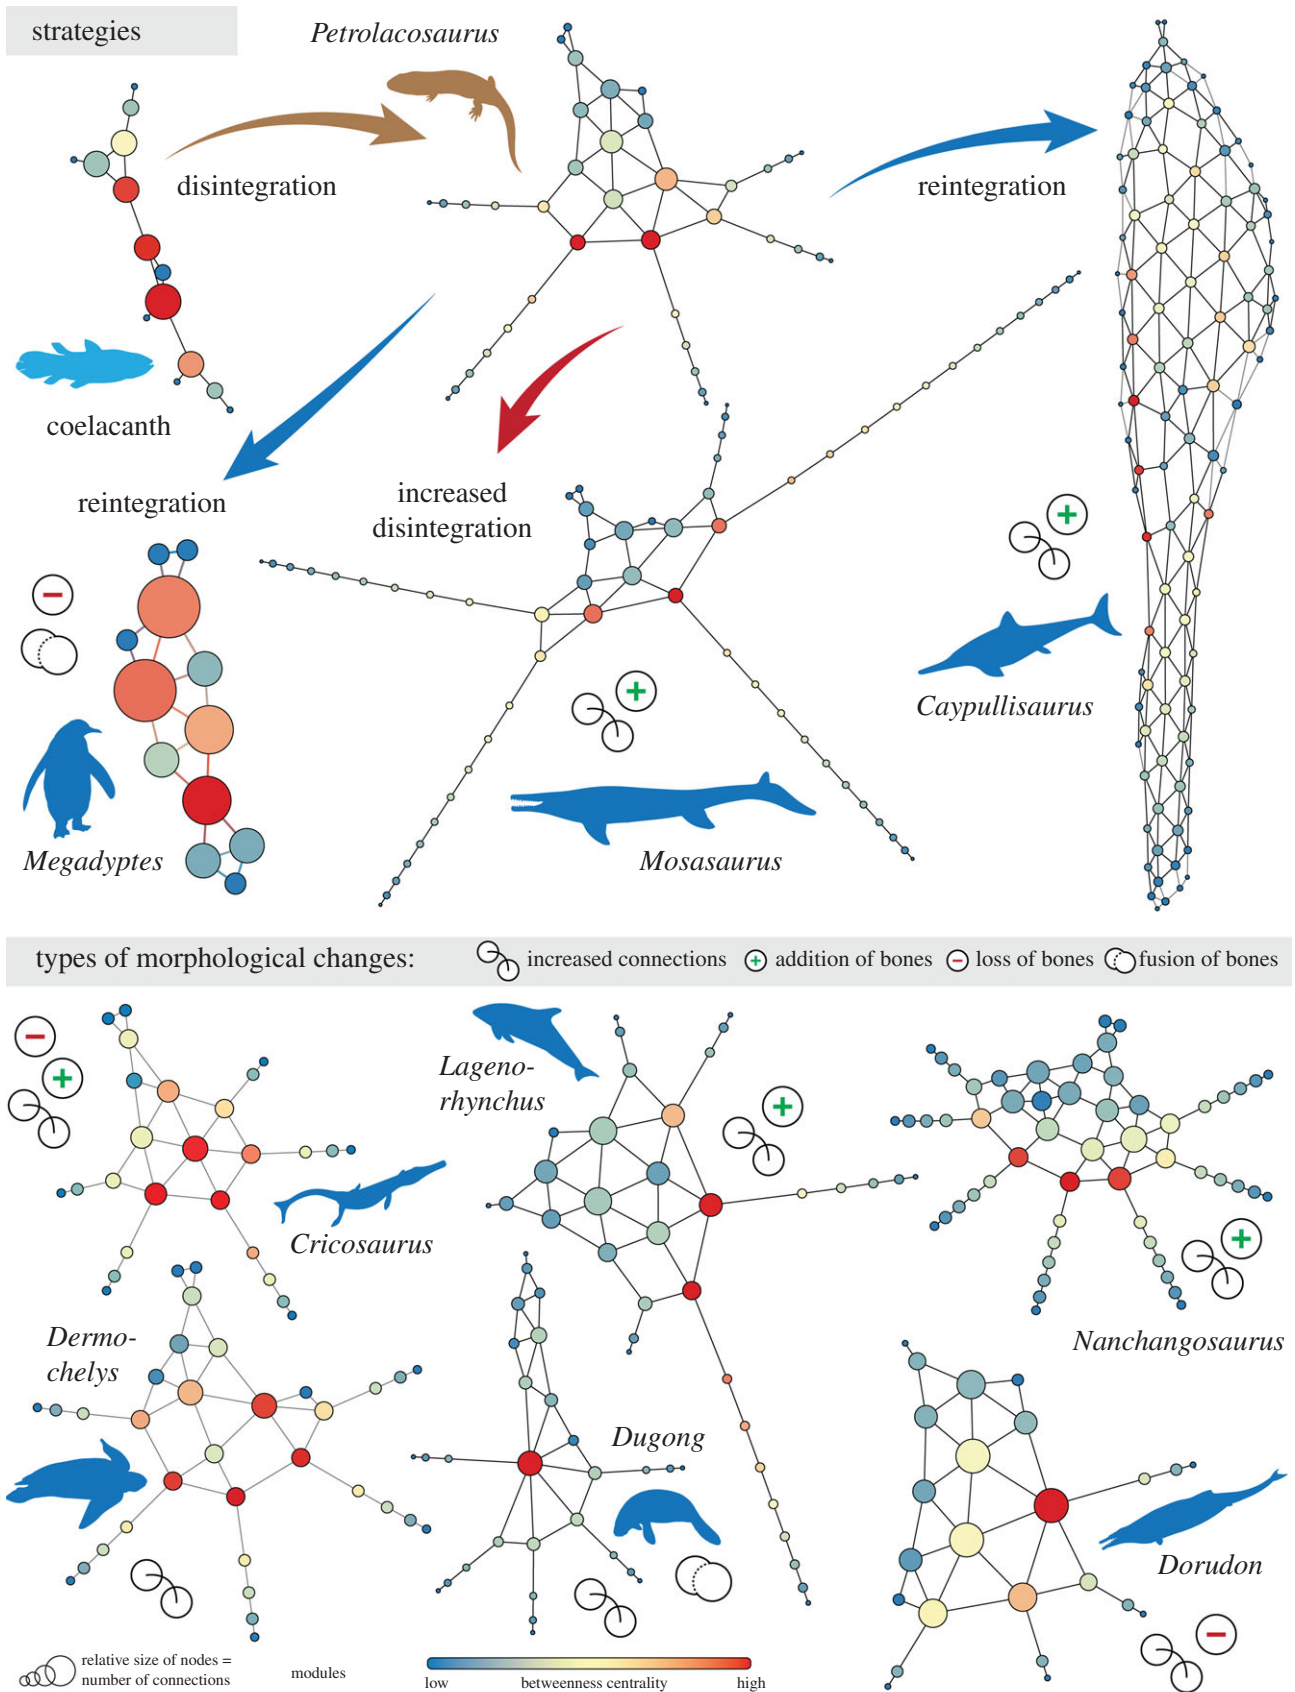 strategies
Petrolacosaurus
disintegration
reintegration
coelacanth
reintegration
increased
disintegration
Caypullisaurus
Megadyptes
Mosasaurus
types of morphological changes:
increased connections
addition of bones
loss of bones
fusion of bones
Lageno-
rhynchus
Cricosaurus
Nanchangosaurus
Dermo-
chelys
Dugong
Dorudon
relative size of nodes =
number of connections
modules
low
betweenness centrality
high